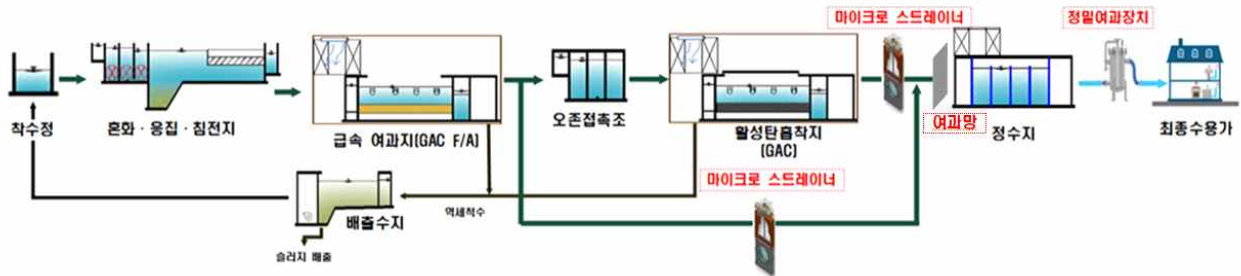 마이크로 스트레이너
정밀여과장치
착수정
혼화·응집·침전지
급속 여과지(GAC F/A)
오존접촉조
활성탄흡착지
(GAC)
여과망
정수지
최종수용가
마이크로 스트레이너
배출수지
역세척수
슬러지 배출